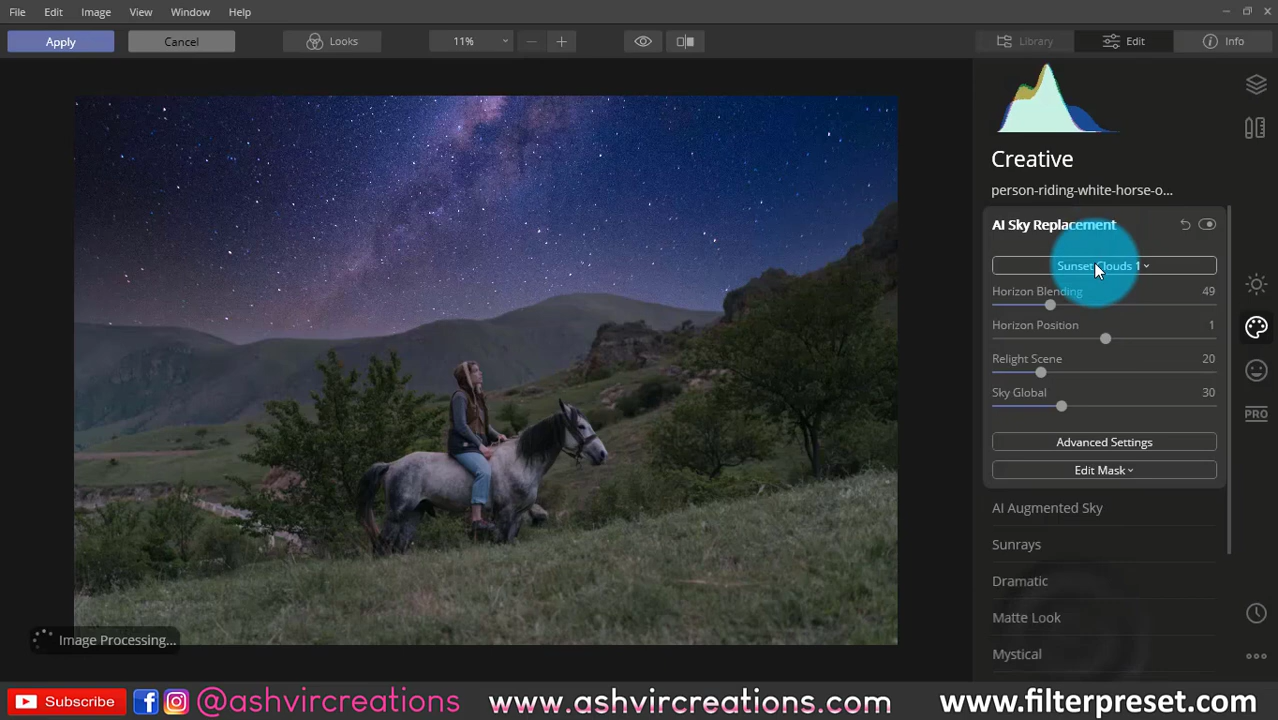 File Edit Image View Window Help
Apply Cancel Looks 11% Library Edit Info
Creative
person-riding-white-horse-o...
AI Sky Replacement
Sunset Clouds 1
Horizon Blending 49
Horizon Position 1
Relight Scene 20
Sky Global 30
Advanced Settings
PRO
Edit Mask
AI Augmented Sky
Sunrays
Dramatic
Matte Look
Image Processing...
Mystical
Subscribe @ashvircreations www.ashvircreations.com www.filterpreset.com